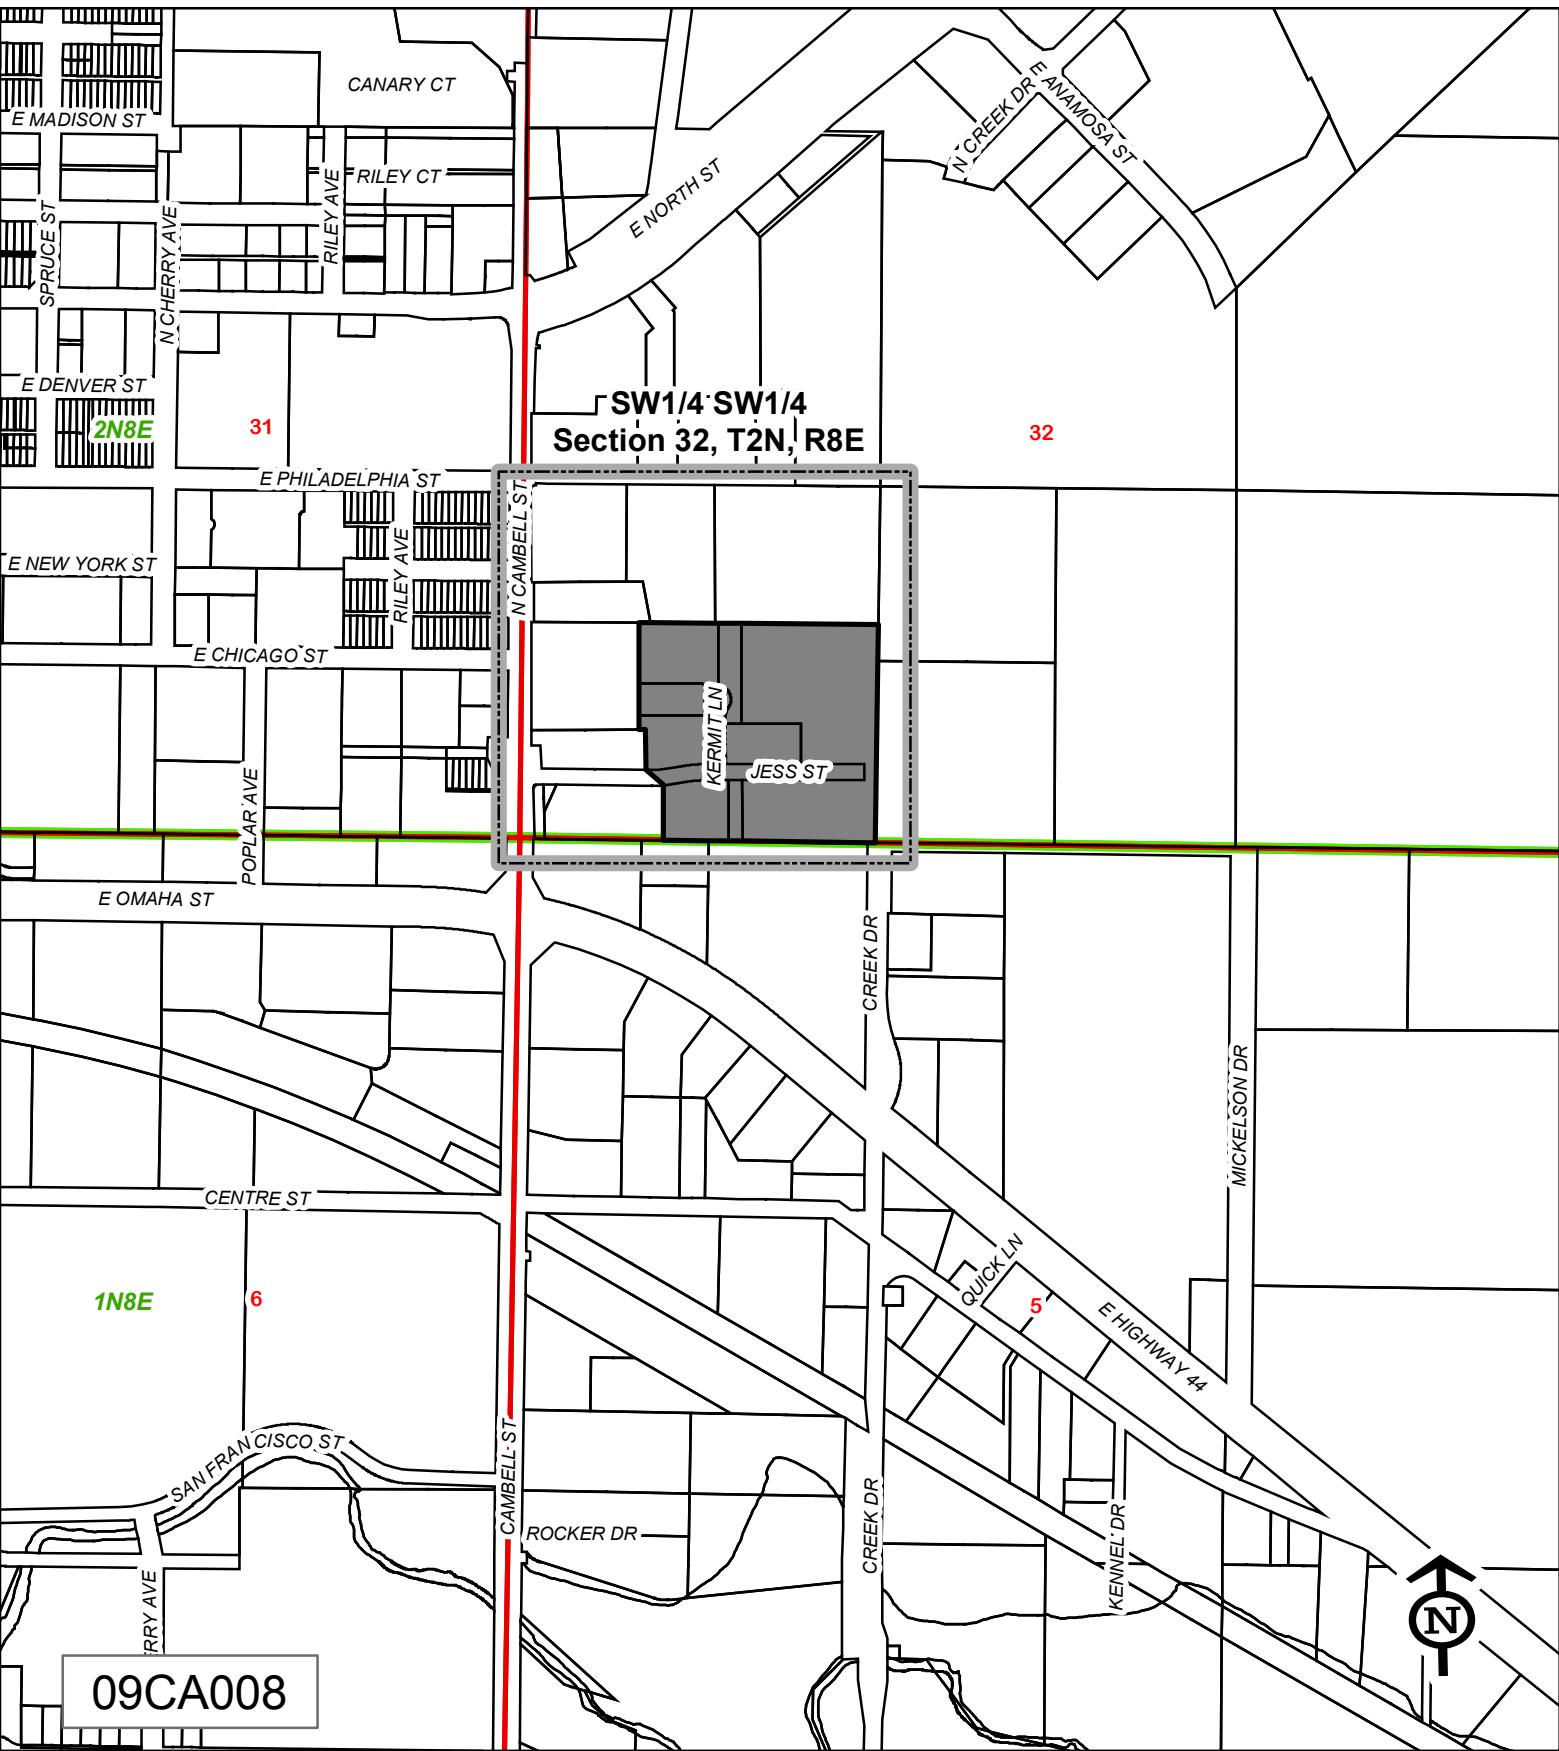 CANARY CT
E MADISON ST
E ANAMOSA ST
N CREEK DR
RILEY CT
E NORTH ST
SPRUCE ST
N CHERRY AVE
RILEY AVE
E DENVER ST
2N8E
31
SW1/4 SW1/4
Section 32, T2N, R8E
32
E PHILADELPHIA ST
N CAMBELL ST
RILEY AVE
E NEW YORK ST
E CHICAGO ST
KERMIT LN
JESS ST
POPLAR AVE
E OMAHA ST
CREEK DR
MICKELSON DR
CENTRE ST
QUICK LN
1N8E
6
5
E HIGHWAY 44
SAN FRANCISCO ST
CAMBELL ST
ROCKER DR
CREEK DR
KENNEL DR
ERRY AVE
N
09CA008